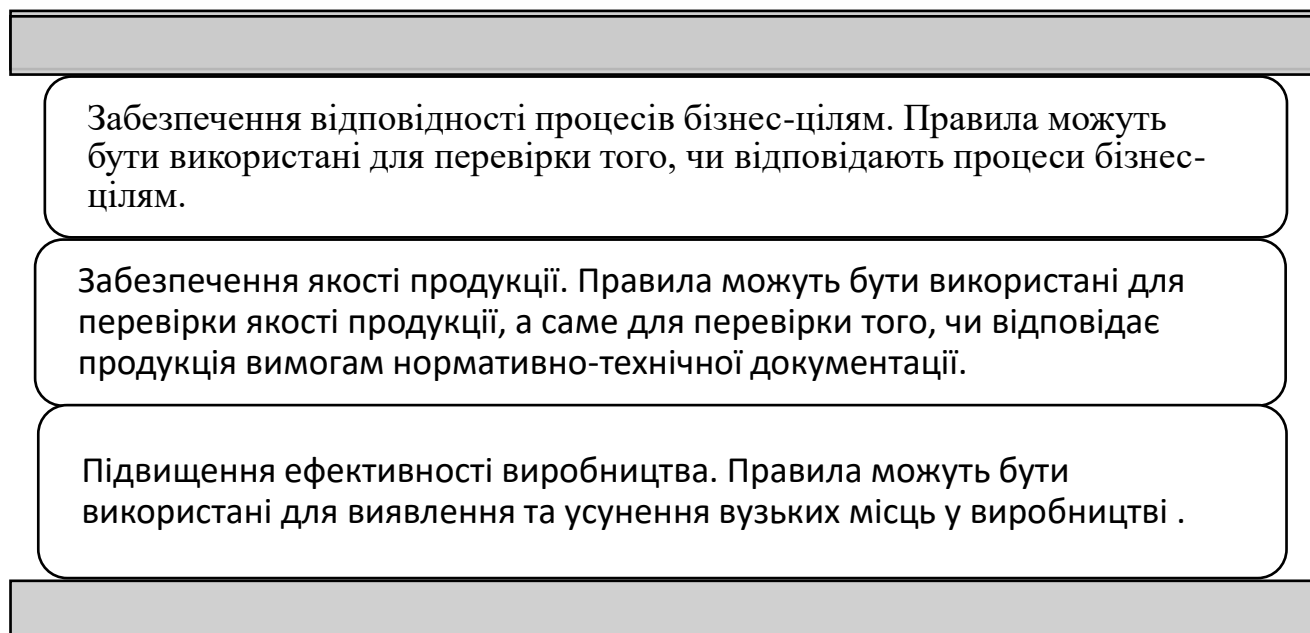 Забезпечення відповідності процесів бізнес-цілям. Правила можуть
бути використані для перевірки того, чи відповідають процеси бізнес-
цілям.
Забезпечення якості продукції. Правила можуть бути використані для
перевірки якості продукції, а саме для перевірки того, чи відповідає
продукція вимогам нормативно-технічної документації.
Підвищення ефективності виробництва. Правила можуть бути
використані для виявлення та усунення вузьких місць у виробництві .